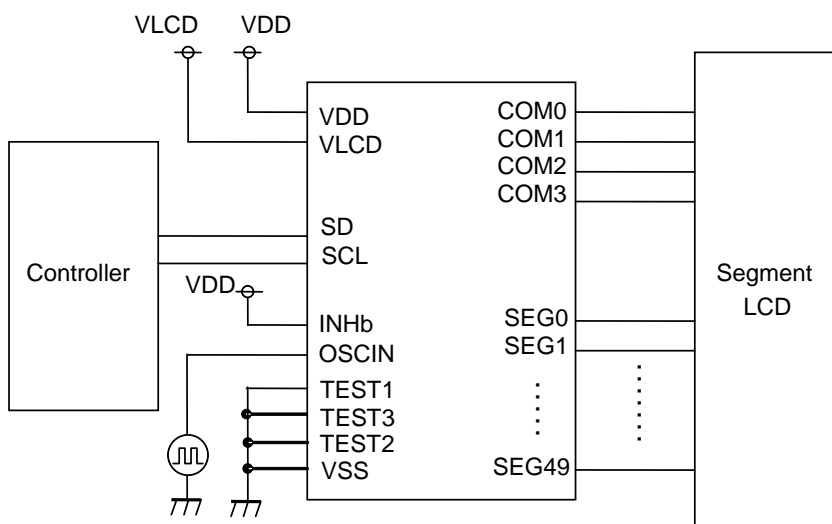 VLCD
VDD
VDD
VLCD
SD
SCL
VDD
INHb
OSCIN
TEST1
TEST3
TEST2
VSS
Controller
COM0
COM1
COM2
COM3
SEG0
SEG1
SEG49
Segment
LCD